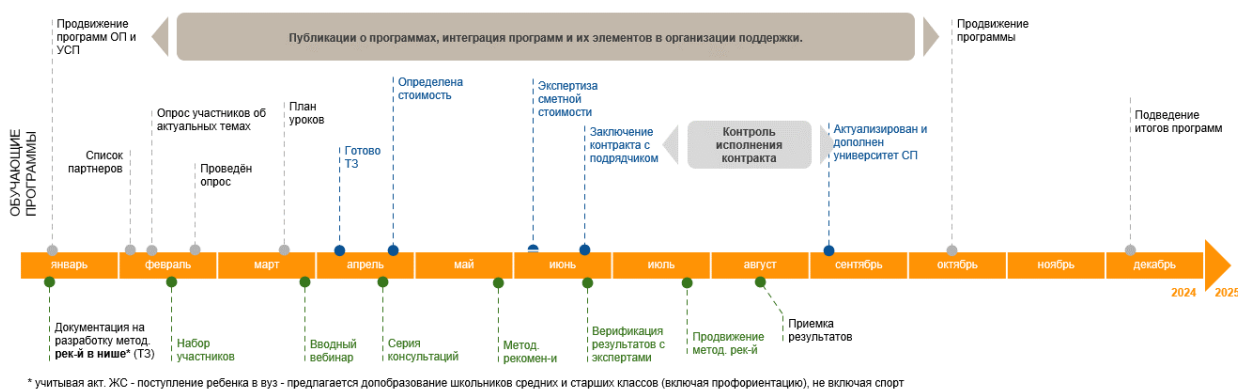 ОБУЧАЮЩИЕ
ПРОГРАММЫ
Продвижение
программ ОП и
УСП
Публикации о программах, интеграция программ и их элементов в организации поддержки.
Продвижение
программы
Список
партнеров
Опрос участников об
актуальных темах
Проведён
опрос
План
уроков
Готово
ТЗ
Определена
стоимость
Экспертиза
сметной
стоимости
Заключение
контракта с
подрядчиком
Контроль
исполнения
контракта
Актуализирован и
дополнен
университет СП
Подведение
итогов программ
январь
февраль
март
апрель
май
июнь
июль
август
сентябрь
октябрь
ноябрь
декабрь
2024
2025
Документация на
разработку метод.
рек-й в нише* (ТЗ)
Набор
участников
Вводный
вебинар
Серия
консультаций
Метод.
рекомен-и
Верификация
результатов с
экспертами
Продвижение
метод. рек-й
Приемка
результатов
* учитывая акт. ЖС - поступление ребенка в вуз - предлагается допобразование школьников средних и старших классов (включая профориентацию), не включая спорт